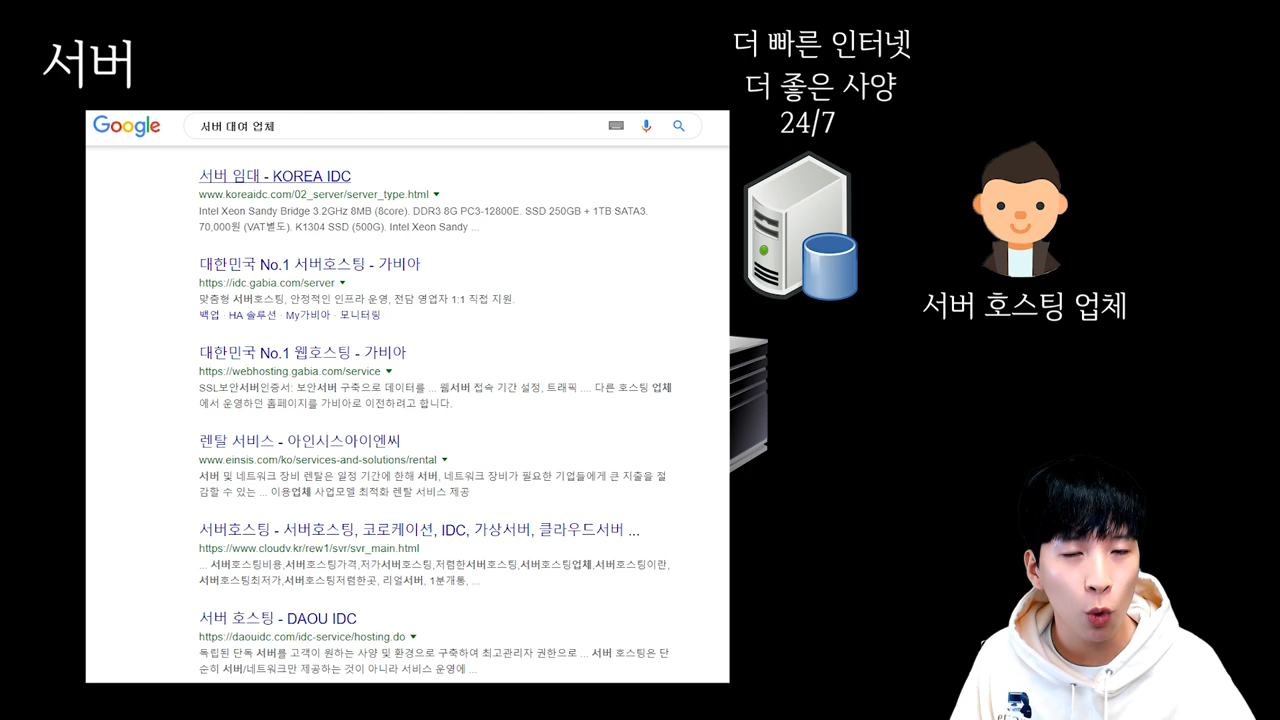 서버
더 빠른 인터넷
더 좋은 사양
24/7
서버 호스팅 업체
Google
서버 대여 업체
서버 임대 - KOREA IDC
www.koreaidc.com/02_server/server_type.html
Intel Xeon Sandy Bridge 3.2GHz 8MB (8core). DDR3 8G PC3-12800E. SSD 250GB + 1TB SATA3.
70,000원 (VAT별도). K1304 SSD (500G). Intel Xeon Sandy ...
대한민국 No.1 서버호스팅 - 가비아
https://idc.gabia.com/server
맞춤형 서버호스팅, 안정적인 인프라 운영, 전담 영업자 1:1 직접 지원.
백업 · HA 솔루션 · My가비아 · 모니터링
대한민국 No.1 웹호스팅 - 가비아
https://webhosting.gabia.com/service
SSL보안서버인증서: 보안서버 구축으로 데이터를 ... 웹서버 접속 기간 설정, 트래픽 .... 다른 호스팅 업체
에서 운영하던 홈페이지를 가비아로 이전하려고 합니다.
렌탈 서비스 - 아인시스아이엔씨
www.einsis.com/ko/services-and-solutions/rental
서버 및 네트워크 장비 렌탈은 일정 기간에 한해 서버, 네트워크 장비가 필요한 기업들에게 큰 지출을 절
감할 수 있는 ... 이용업체 사업모델 최적화 렌탈 서비스 제공
서버호스팅 - 서버호스팅, 코로케이션, IDC, 가상서버, 클라우드서버 ...
https://www.cloudv.kr/rew1/svr/svr_main.html
... 서버호스팅비용,서버호스팅가격,저가서버호스팅,저렴한서버호스팅,서버호스팅업체,서버호스팅이란,
서버호스팅최저가,서버호스팅저렴한곳, 리얼서버, 1분개통, ...
서버 호스팅 - DAOU IDC
https://daouidc.com/idc-service/hosting.do
독립된 단독 서버를 고객이 원하는 사양 및 환경으로 구축하여 최고관리자 권한으로 ... 서버 호스팅은 단
순히 서버/네트워크만 제공하는 것이 아니라 서비스 운영에 ...